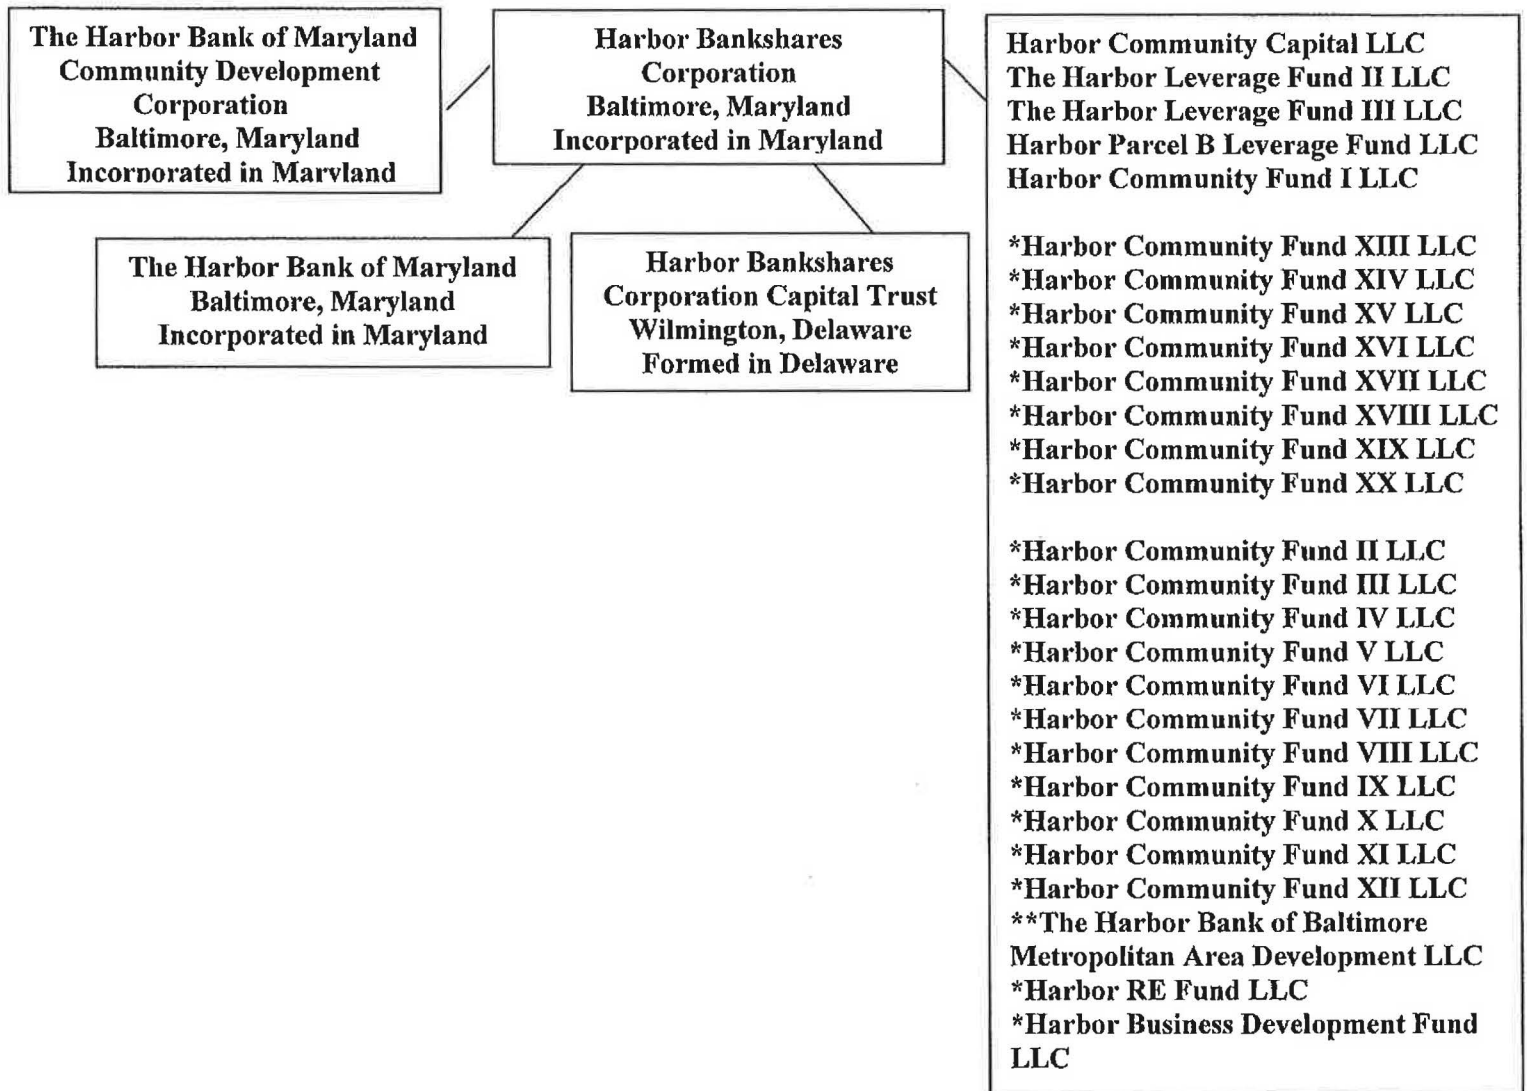 The Harbor Bank of Maryland
Community Development
Corporation
Baltimore, Maryland
Incorporated in Maryland
Harbor Bankshares
Corporation
Baltimore, Maryland
Incorporated in Maryland
The Harbor Bank of Maryland
Baltimore, Maryland
Incorporated in Maryland
Harbor Bankshares
Corporation Capital Trust
Wilmington, Delaware
Formed in Delaware
Harbor Community Capital LLC
The Harbor Leverage Fund II LLC
The Harbor Leverage Fund III LLC
Harbor Parcel B Leverage Fund LLC
Harbor Community Fund I LLC
*Harbor Community Fund XIII LLC
*Harbor Community Fund XIV LLC
*Harbor Community Fund XV LLC
*Harbor Community Fund XVI LLC
*Harbor Community Fund XVII LLC
*Harbor Community Fund XVIII LLC
*Harbor Community Fund XIX LLC
*Harbor Community Fund XX LLC
*Harbor Community Fund II LLC
*Harbor Community Fund III LLC
*Harbor Community Fund IV LLC
*Harbor Community Fund V LLC
*Harbor Community Fund VI LLC
*Harbor Community Fund VII LLC
*Harbor Community Fund VIII LLC
*Harbor Community Fund IX LLC
*Harbor Community Fund X LLC
*Harbor Community Fund XI LLC
*Harbor Community Fund XII LLC
**The Harbor Bank of Baltimore
Metropolitan Area Development LLC
*Harbor RE Fund LLC
*Harbor Business Development Fund
LLC